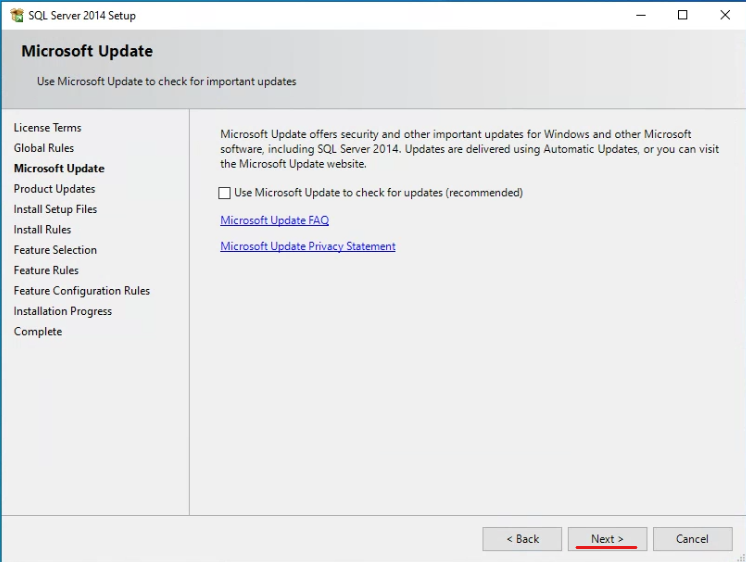 SQL Server 2014 Setup
Microsoft Update
Use Microsoft Update to check for important updates
License Terms
Global Rules
Microsoft Update
Product Updates
Install Setup Files
Install Rules
Feature Selection
Feature Rules
Feature Configuration Rules
Installation Progress
Complete
Microsoft Update offers security and other important updates for Windows and other Microsoft
software, including SQL Server 2014. Updates are delivered using Automatic Updates, or you can visit
the Microsoft Update website.
Use Microsoft Update to check for updates (recommended)
Microsoft Update FAQ
Microsoft Update Privacy Statement
< Back
Next >
Cancel